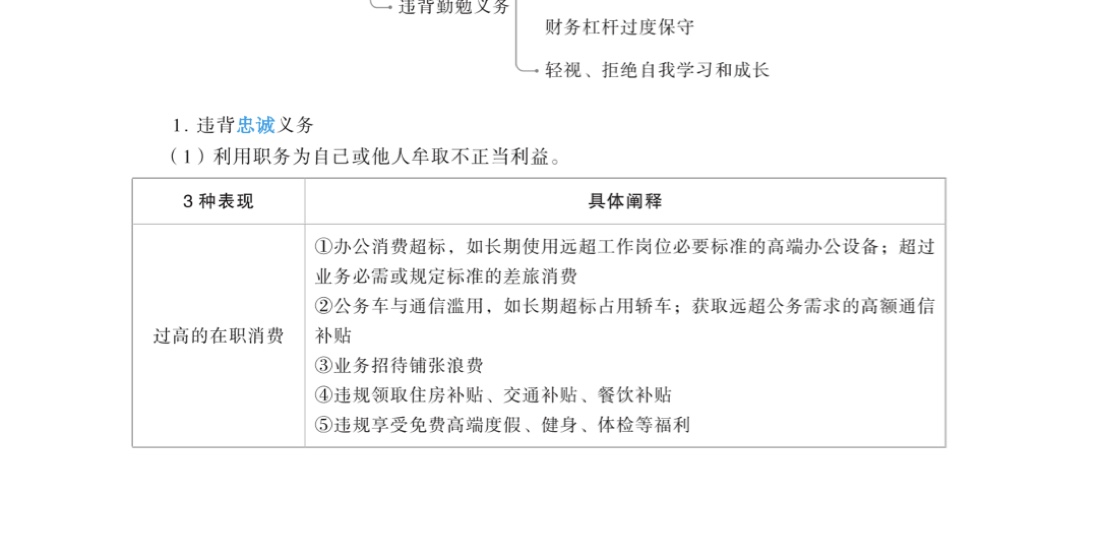 违背勤勉义务
财务杠杆过度保守
轻视、拒绝自我学习和成长
1. 违背忠诚义务
（1）利用职务为自己或他人牟取不正当利益。
3 种表现
具体阐释
过高的在职消费
①办公消费超标，如长期使用远超工作岗位必要标准的高端办公设备；超过
业务必需或规定标准的差旅消费
②公务车与通信滥用，如长期超标占用轿车；获取远超公务需求的高额通信
补贴
③业务招待铺张浪费
④违规领取住房补贴、交通补贴、餐饮补贴
⑤违规享受免费高端度假、健身、体检等福利